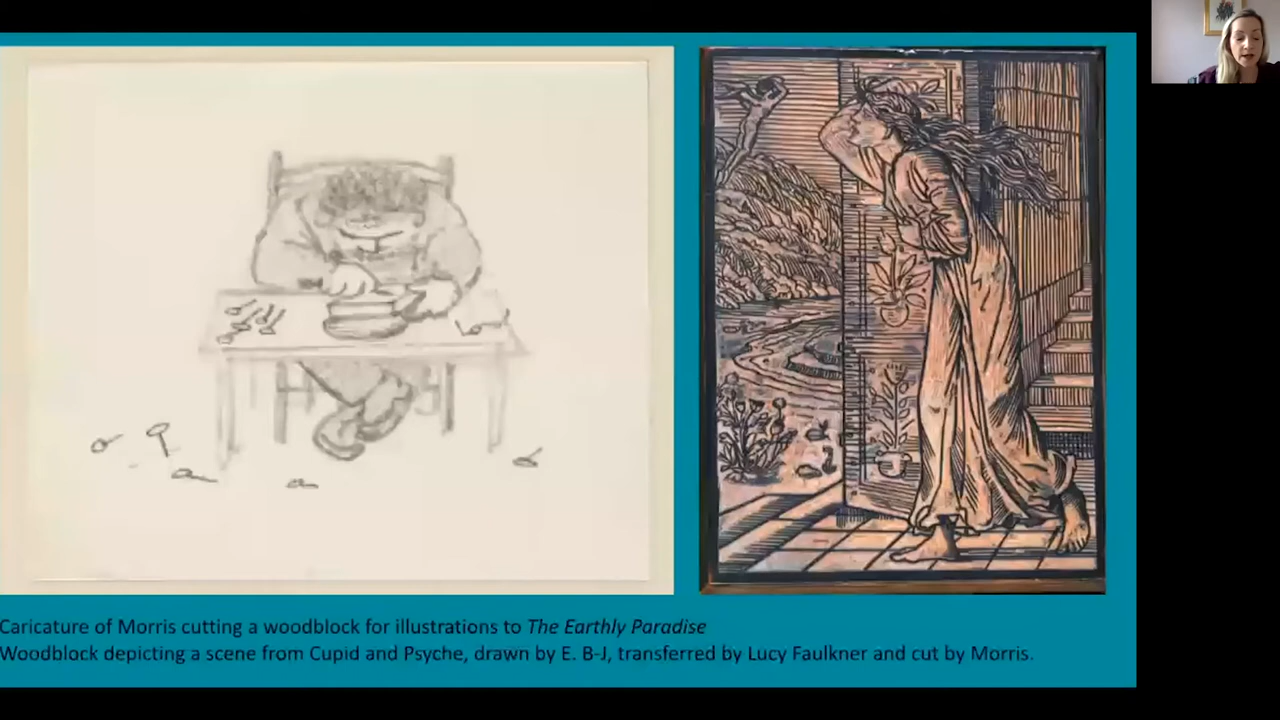 Caricature of Morris cutting a woodblock for illustrations to The Earthly Paradise
Woodblock depicting a scene from Cupid and Psyche, drawn by E. B-J, transferred by Lucy Faulkner and cut by Morris.